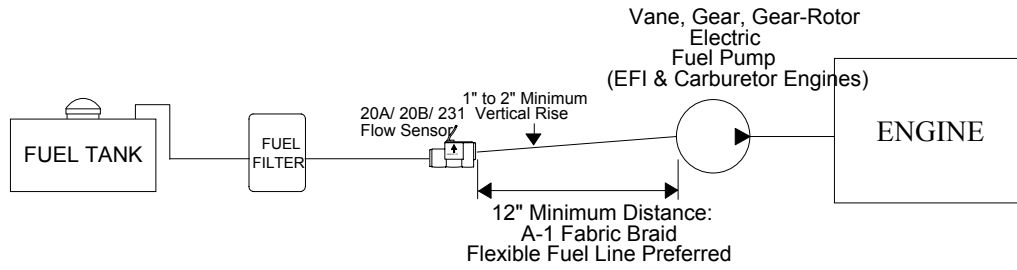 Vane, Gear, Gear-Rotor
Electric
Fuel Pump
(EFI & Carburetor Engines)
1" to 2" Minimum
Vertical Rise
20A/ 20B/ 231
Flow Sensor
FUEL TANK
FUEL
FILTER
ENGINE
12" Minimum Distance:
A-1 Fabric Braid
Flexible Fuel Line Preferred